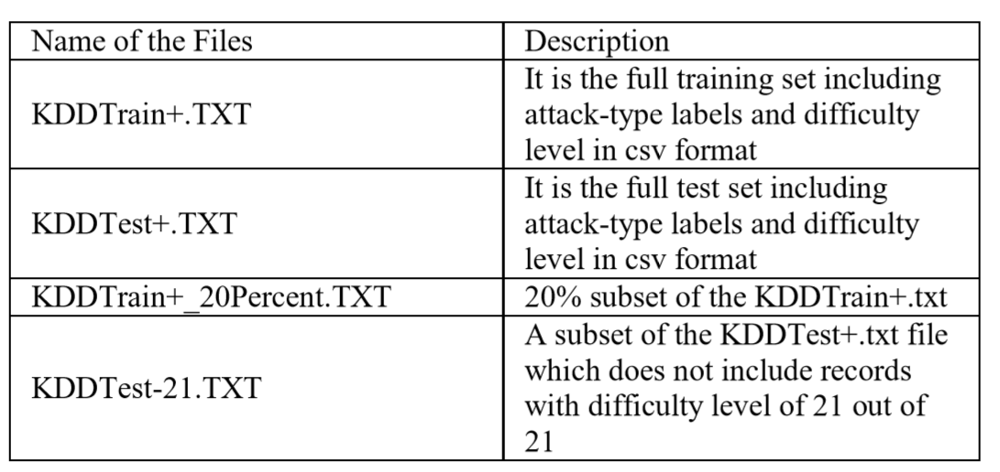 Name of the Files
Description
KDDTrain+.TXT
It is the full training set including
attack-type labels and difficulty
level in csv format
KDDTest+.TXT
It is the full test set including
attack-type labels and difficulty
level in csv format
KDDTrain+_20Percent.TXT
20% subset of the KDDTrain+.txt
KDDTest-21.TXT
A subset of the KDDTest+.txt file
which does not include records
with difficulty level of 21 out of
21